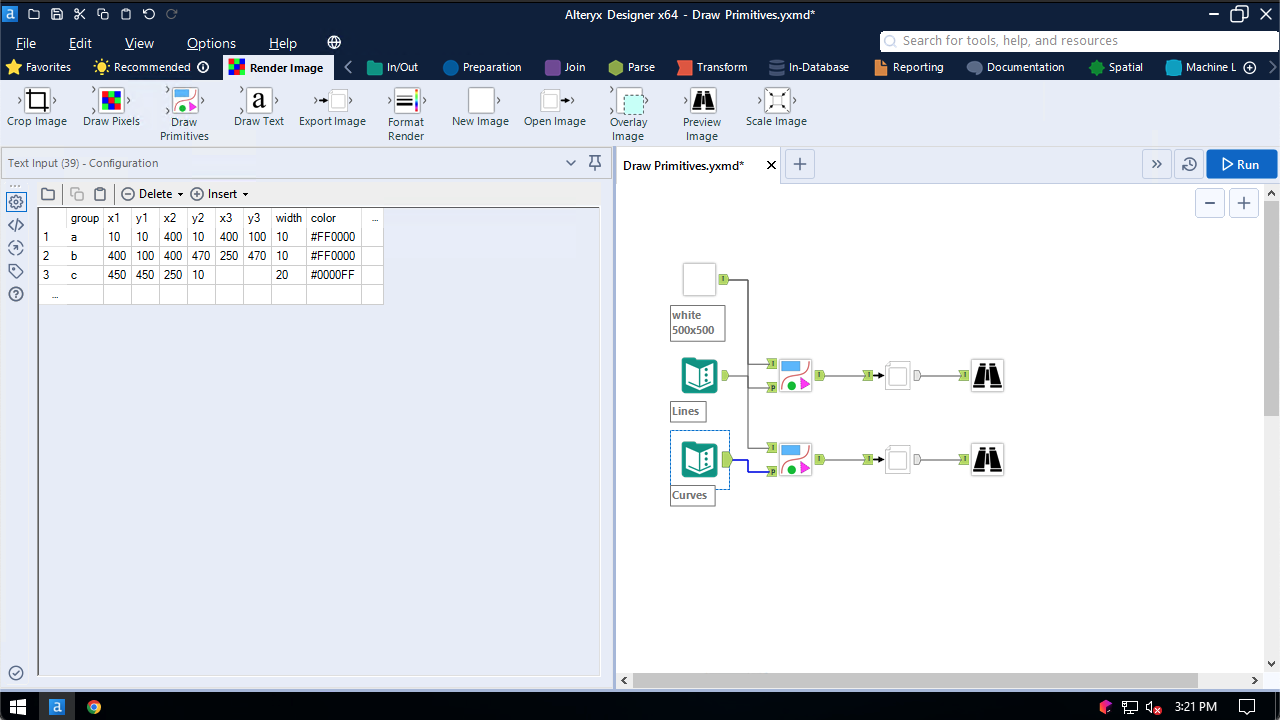 Alteryx Designer x64 - Draw Primitives.yxmd*
File Edit View Options Help
Search for tools, help, and resources
Favorites Recommended Render Image In/Out Preparation Join Parse Transform In-Database Reporting Documentation Spatial Machine L
Crop Image Draw Pixels Draw Primitives Draw Text Export Image Format Render New Image Open Image Overlay Image Preview Image Scale Image
Text Input (39) - Configuration
Delete Insert
group x1 y1 x2 y2 x3 y3 width color ...
1 a 10 10 400 10 400 100 10 #FF0000
2 b 400 100 400 470 250 470 10 #FF0000
3 c 450 450 250 10 20 #0000FF
...
Draw Primitives.yxmd*
Run
white
500x500
Lines
Curves
3:21 PM